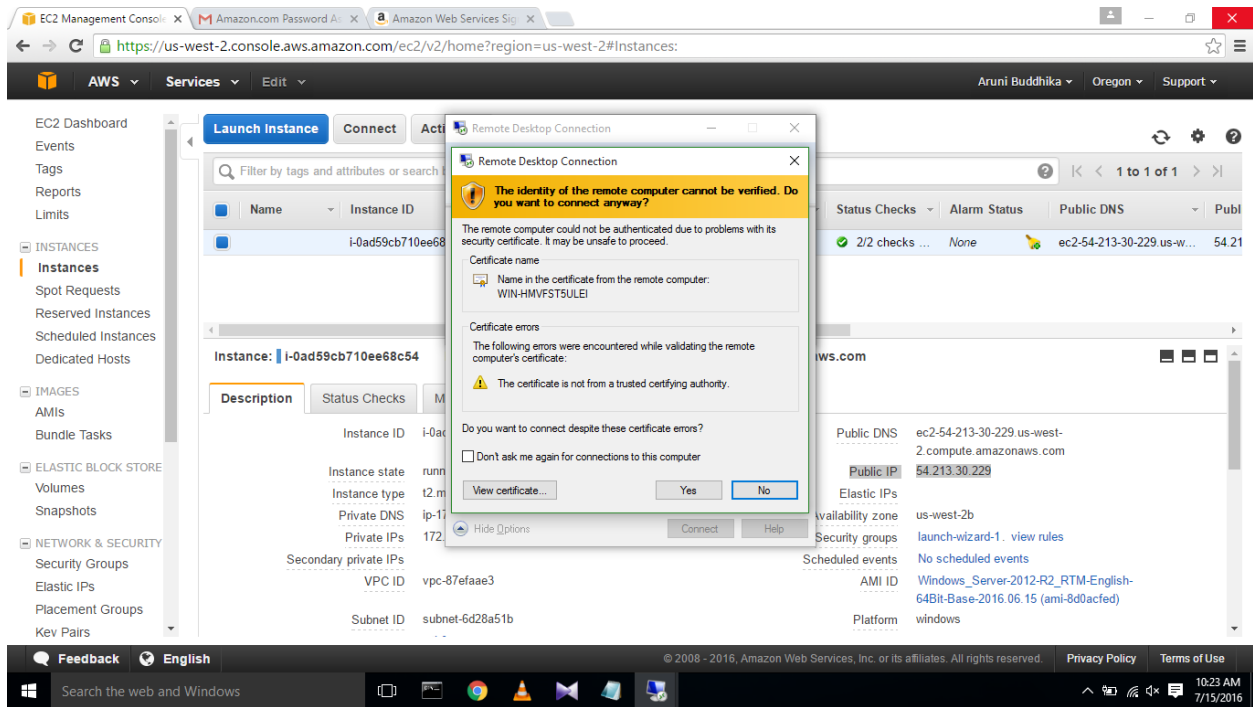 EC2 Management Console
Amazon.com Password As
Amazon Web Services Sig
https://us-west-2.console.aws.amazon.com/ec2/v2/home?region=us-west-2#Instances:
AWS Services Edit Aruni Buddhika Oregon Support
EC2 Dashboard
Events
Tags
Reports
Limits
INSTANCES
Instances
Spot Requests
Reserved Instances
Scheduled Instances
Dedicated Hosts
IMAGES
AMIs
Bundle Tasks
ELASTIC BLOCK STORE
Volumes
Snapshots
NETWORK & SECURITY
Security Groups
Elastic IPs
Placement Groups
Key Pairs
Launch Instance Connect Acti
Filter by tags and attributes or search 1 to 1 of 1
Name Instance ID Status Checks Alarm Status Public DNS Publ
i-0ad59cb710ee68 2/2 checks ... None ec2-54-213-30-229.us-w... 54.21
Instance: i-0ad59cb710ee68c54 aws.com
Description Status Checks M
Instance ID i-0ad
Instance state runn
Instance type t2.m
Private DNS ip-17
Private IPs 172.
Secondary private IPs
VPC ID vpc-87efaae3
Subnet ID subnet-6d28a51b
Public DNS ec2-54-213-30-229.us-west-
2.compute.amazonaws.com
Public IP 54.213.30.229
Elastic IPs
Availability zone us-west-2b
Security groups launch-wizard-1. view rules
Scheduled events No scheduled events
AMI ID Windows_Server-2012-R2_RTM-English-
64Bit-Base-2016.06.15 (ami-8d0acfed)
Platform windows
Remote Desktop Connection
Remote Desktop Connection
The identity of the remote computer cannot be verified. Do
you want to connect anyway?
The remote computer could not be authenticated due to problems with its
security certificate. It may be unsafe to proceed.
Certificate name
Name in the certificate from the remote computer:
WIN-HMVFST5ULEI
Certificate errors
The following errors were encountered while validating the remote
computer's certificate:
The certificate is not from a trusted certifying authority.
Do you want to connect despite these certificate errors?
Don't ask me again for connections to this computer
View certificate... Yes No
Hide Options Connect Help
Feedback English © 2008 - 2016, Amazon Web Services, Inc. or its affiliates. All rights reserved. Privacy Policy Terms of Use
Search the web and Windows
10:23 AM
7/15/2016